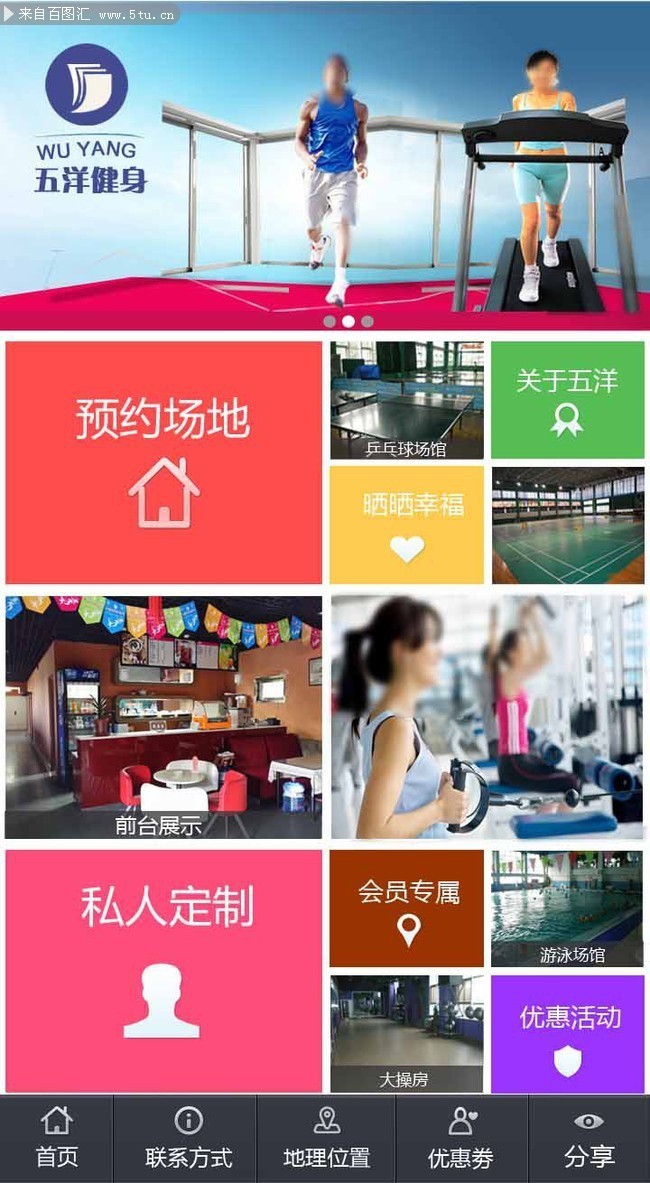 来自百图汇 www.5tu.cn
WU YANG
五洋健身
预约场地
乒乓球场馆
关于五洋
晒晒幸福
前台展示
私人定制
会员专属
游泳场馆
大操房
优惠活动
首页
联系方式
地理位置
优惠劵
分享